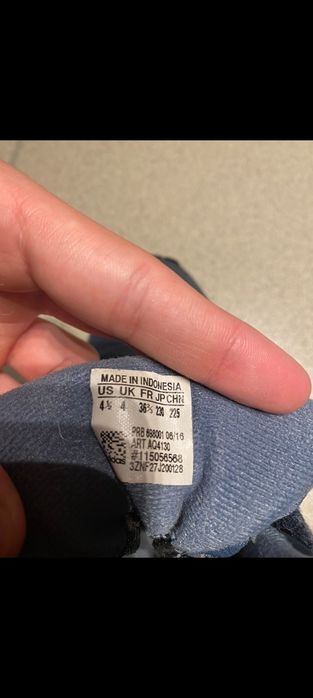 MADE IN INDONESIA
US UK FR JP CHN
4½ 4 36⅔ 230 225
PRB 668001 06/16
ART AQ4130
#115056568
3ZNF27J200128